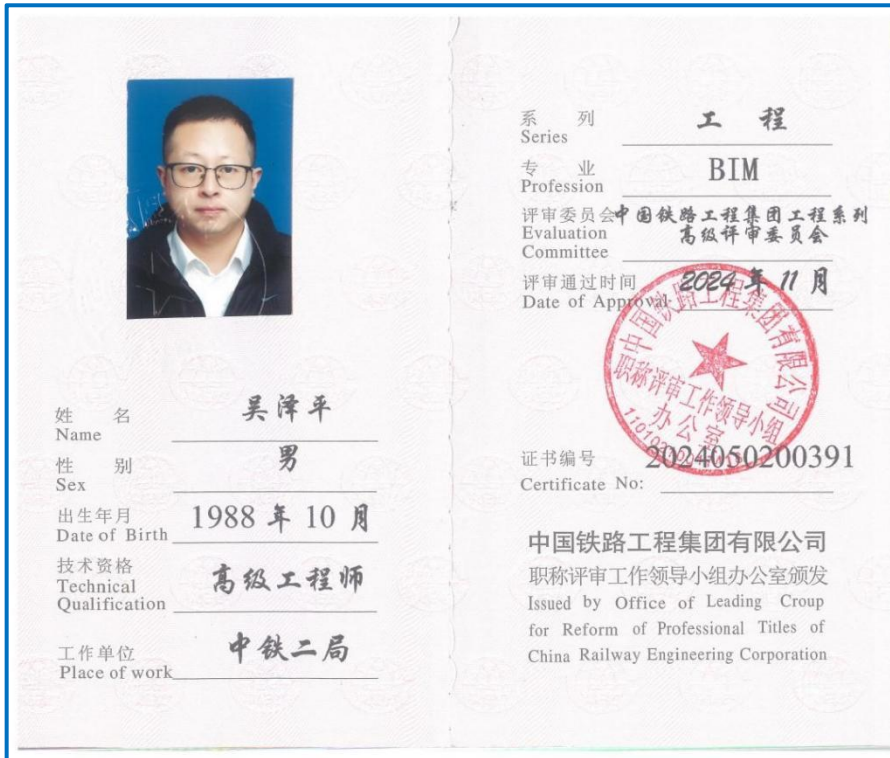 姓 名 吴泽平
Name
性 别 男
Sex
出生年月 1988 年 10 月
Date of Birth
技术资格 高级工程师
Technical
Qualification
工作单位 中铁二局
Place of work
系 列 工 程
Series
专 业 BIM
Profession
评审委员会 中国铁路工程集团工程系列
Evaluation 高级评审委员会
Committee
评审通过时间 2024 年 11 月
Date of Approval
中国铁路工程集团有限公司
职称评审工作领导小组
办公室
证书编号 2024050200391
Certificate No:
中国铁路工程集团有限公司
职称评审工作领导小组办公室颁发
Issued by Office of Leading Croup
for Reform of Professional Titles of
China Railway Engineering Corporation